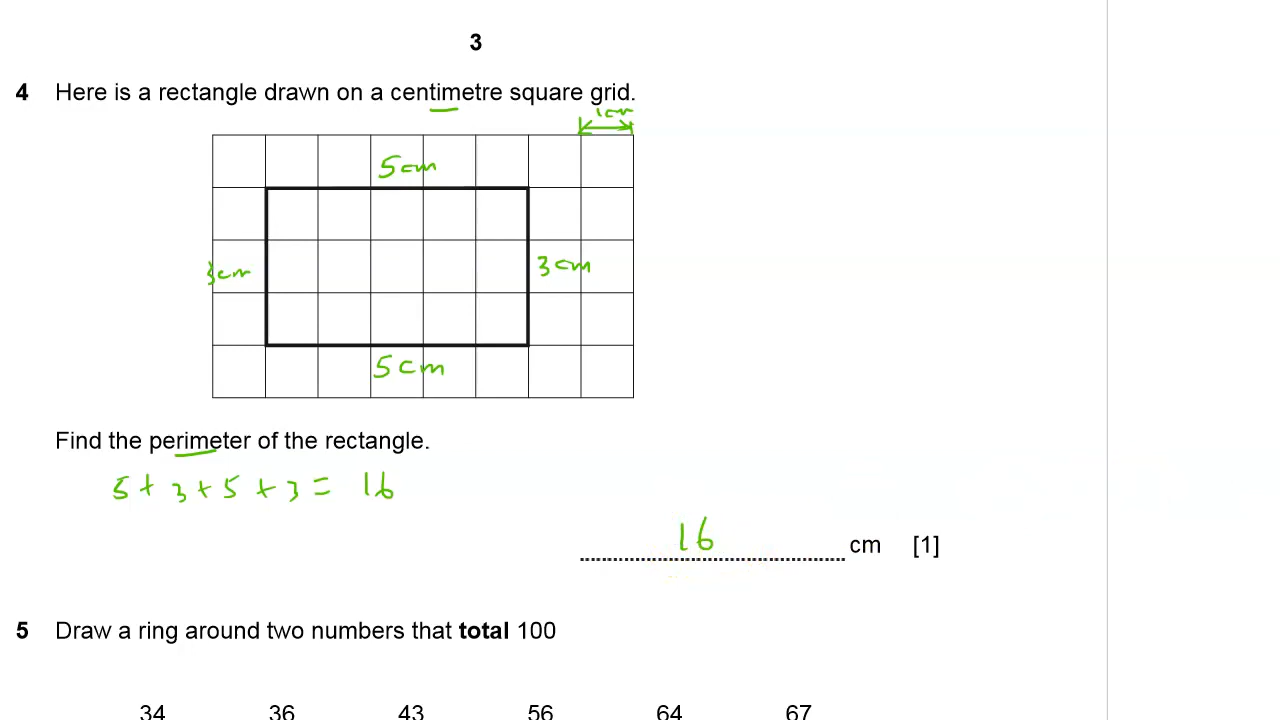 3
4 Here is a rectangle drawn on a centimetre square grid.
1cm
5cm
3cm
3cm
5cm
Find the perimeter of the rectangle.
5 + 3 + 5 + 3 = 16
16
cm [1]
5 Draw a ring around two numbers that total 100
34 36 43 56 64 67